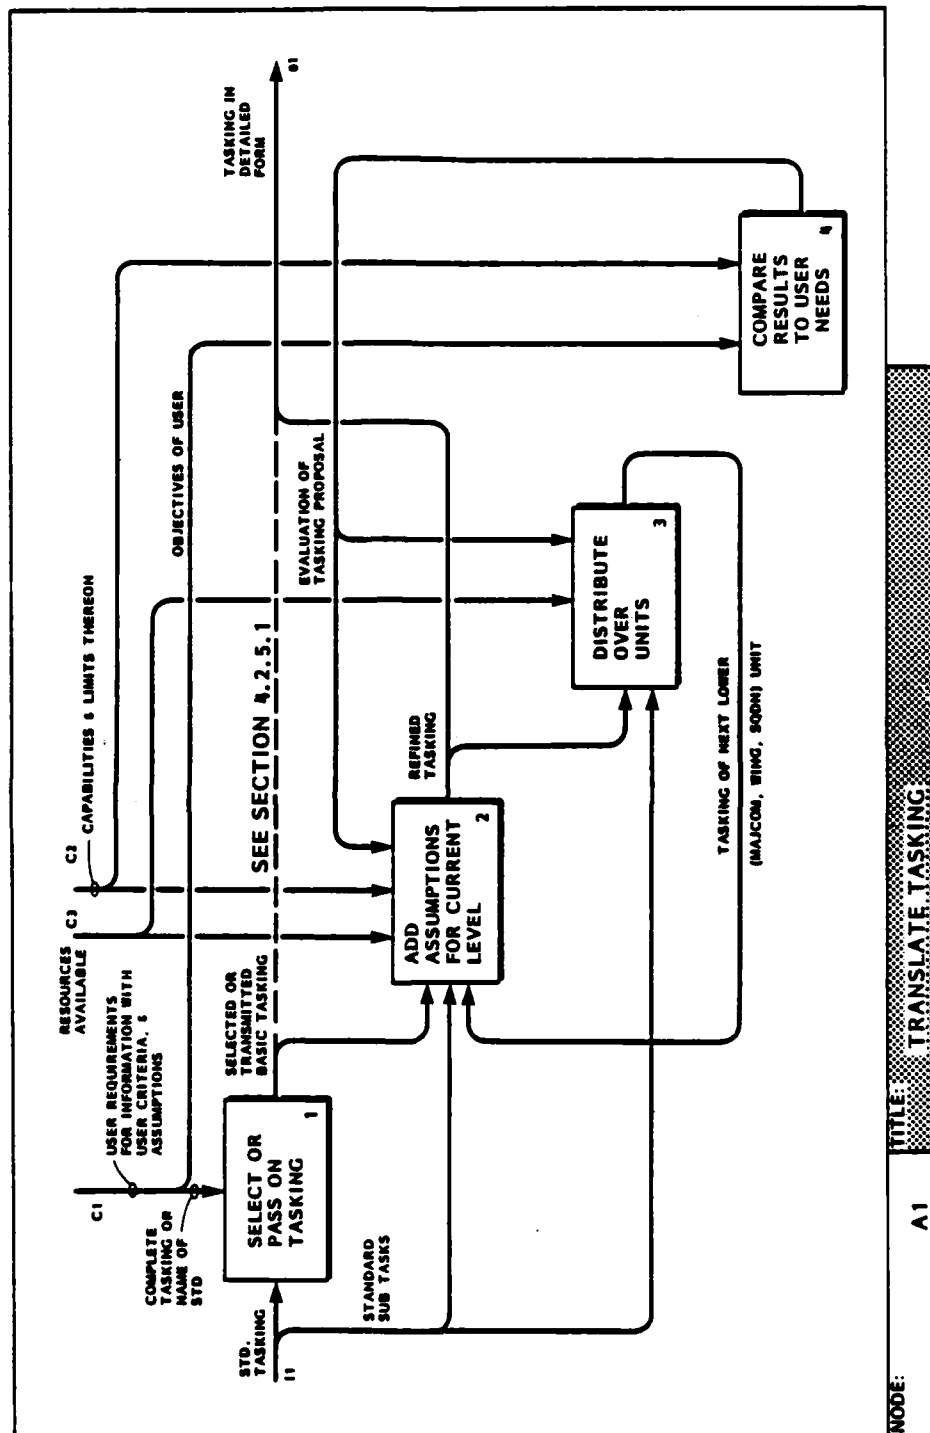 C1
USER REQUIREMENTS
FOR INFORMATION WITH
USER CRITERIA, &
ASSUMPTIONS
COMPLETE
TASKING OR
NAME OF
STD
RESOURCES
AVAILABLE
C3
C2
CAPABILITIES & LIMITS THEREON
OBJECTIVES OF USER
TASKING IN
DETAILED
FORM
01
STD.
TASKING
I1
SELECT OR
PASS ON
TASKING
1
SELECTED OR
TRANSMITTED
BASIC TASKING
SEE SECTION 4.2.5.1
EVALUATION OF
TASKING PROPOSAL
STANDARD
SUB TASKS
ADD
ASSUMPTIONS
FOR CURRENT
LEVEL
2
REFINED
TASKING
DISTRIBUTE
OVER
UNITS
3
TASKING OF NEXT LOWER
(MAJCOM, WING, SQDN) UNIT
COMPARE
RESULTS
TO USER
NEEDS
4
NODE:
A1
TITLE:
TRANSLATE TASKING